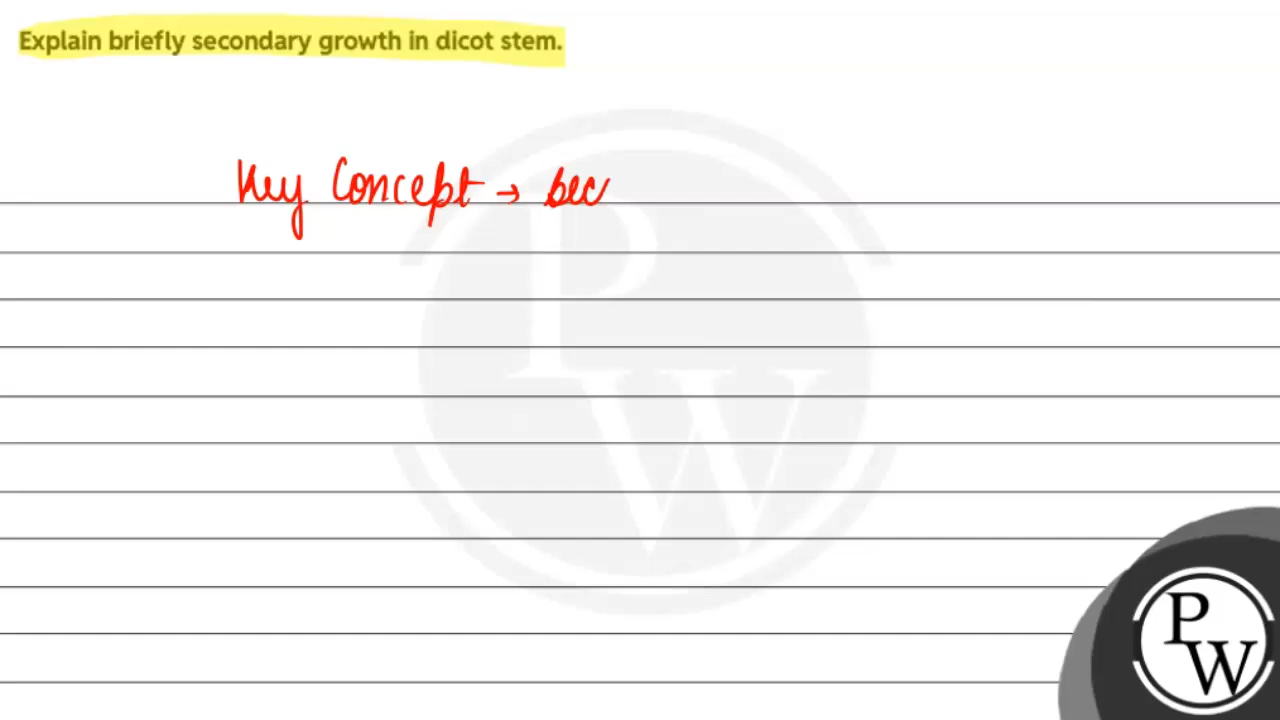 Explain briefly secondary growth in dicot stem.
Key Concept → sec
P
W
P
W